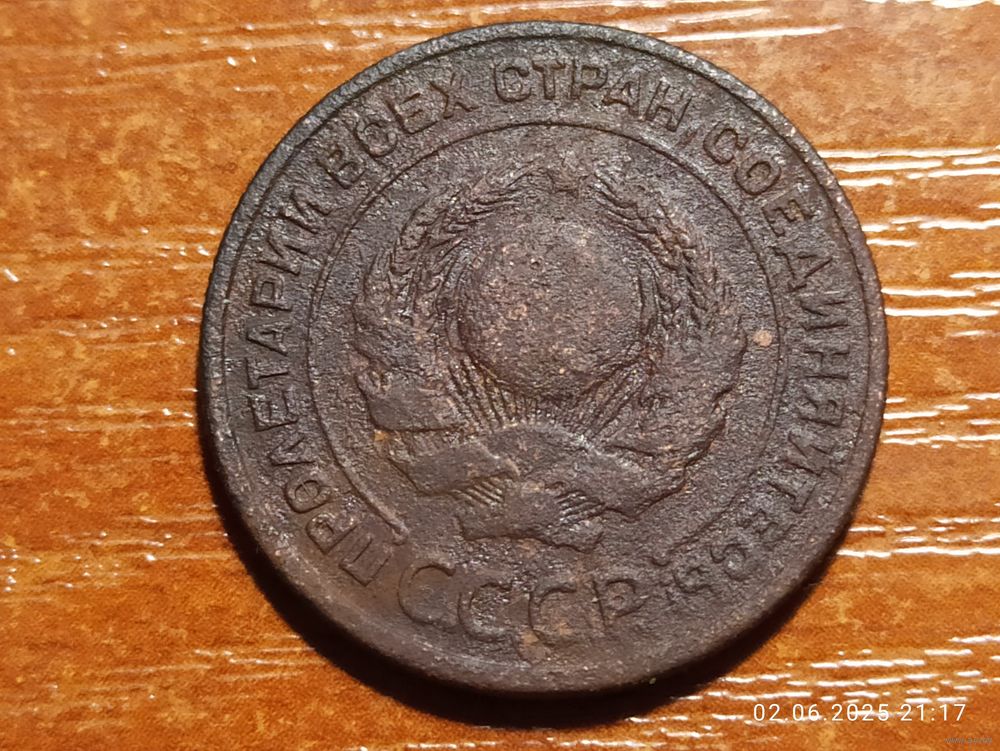 ПРОЛЕТАРИИ ВСЕХ СТРАН, СОЕДИНЯЙТЕСЬ!
СССР
02.06.2025 21:17